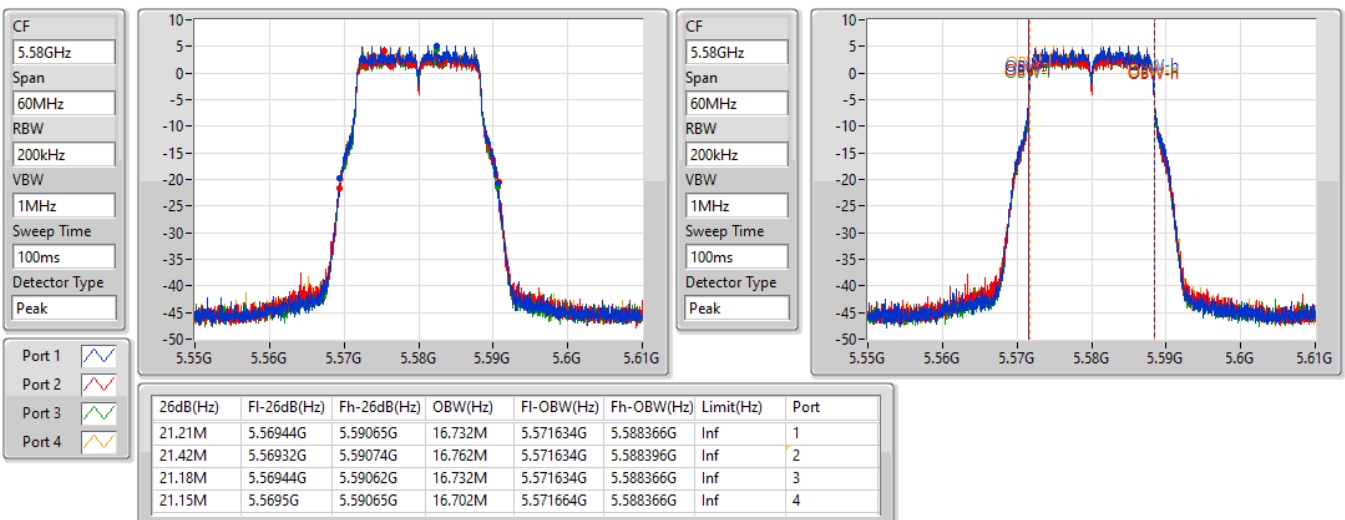 CF
5.58GHz
Span
60MHz
RBW
200kHz
VBW
1MHz
Sweep Time
100ms
Detector Type
Peak
10
5
0
-5
-10
-15
-20
-25
-30
-35
-40
-45
-50
5.55G 5.56G 5.57G 5.58G 5.59G 5.6G 5.61G
CF
5.58GHz
Span
60MHz
RBW
200kHz
VBW
1MHz
Sweep Time
100ms
Detector Type
Peak
10
5
0
-5
-10
-15
-20
-25
-30
-35
-40
-45
-50
OBW-h
5.55G 5.56G 5.57G 5.58G 5.59G 5.6G 5.61G
Port 1
Port 2
Port 3
Port 4
26dB(Hz) Fl-26dB(Hz) Fh-26dB(Hz) OBW(Hz) Fl-OBW(Hz) Fh-OBW(Hz) Limit(Hz) Port
21.21M 5.56944G 5.59065G 16.732M 5.571634G 5.588366G Inf 1
21.42M 5.56932G 5.59074G 16.762M 5.571634G 5.588396G Inf 2
21.18M 5.56944G 5.59062G 16.732M 5.571634G 5.588366G Inf 3
21.15M 5.5695G 5.59065G 16.702M 5.571664G 5.588366G Inf 4